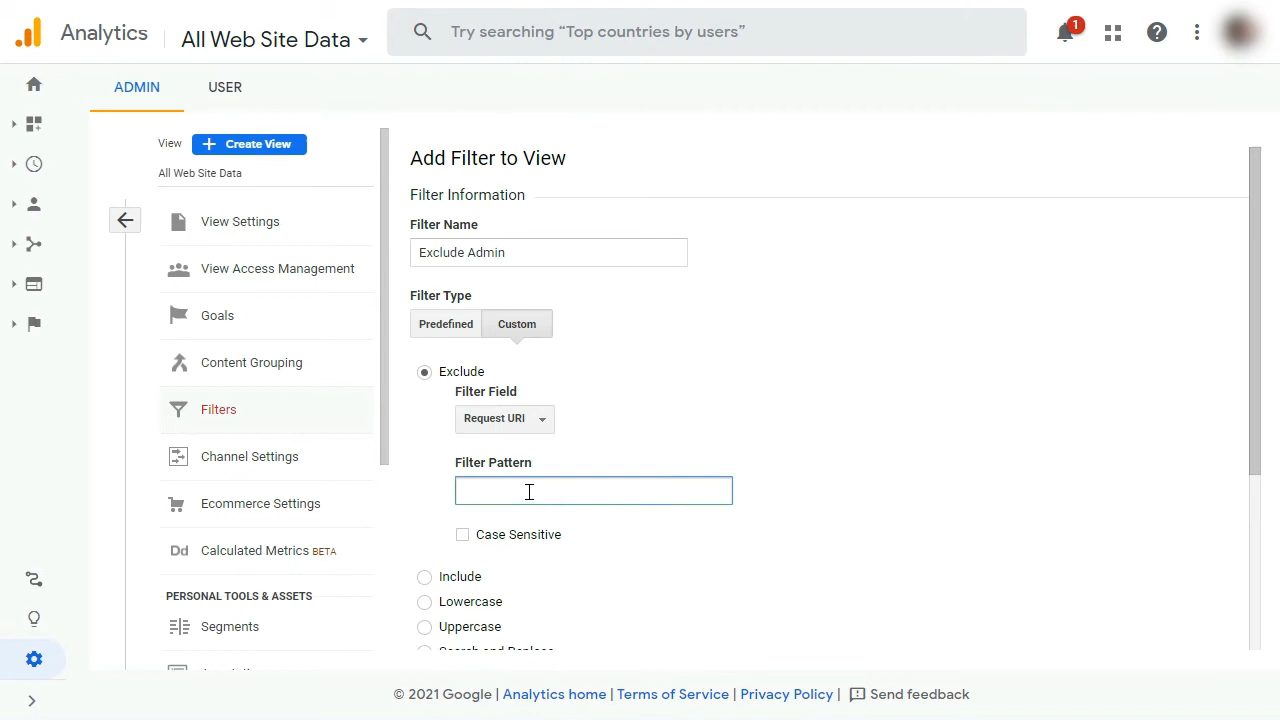 Analytics
All Web Site Data
Try searching “Top countries by users”
1
ADMIN
USER
View
Create View
All Web Site Data
View Settings
View Access Management
Goals
Content Grouping
Filters
Channel Settings
Ecommerce Settings
Dd Calculated Metrics BETA
PERSONAL TOOLS & ASSETS
Segments
Add Filter to View
Filter Information
Filter Name
Exclude Admin
Filter Type
Predefined
Custom
Exclude
Filter Field
Request URI
Filter Pattern
Case Sensitive
Include
Lowercase
Uppercase
Search and Replace
© 2021 Google | Analytics home | Terms of Service | Privacy Policy | Send feedback